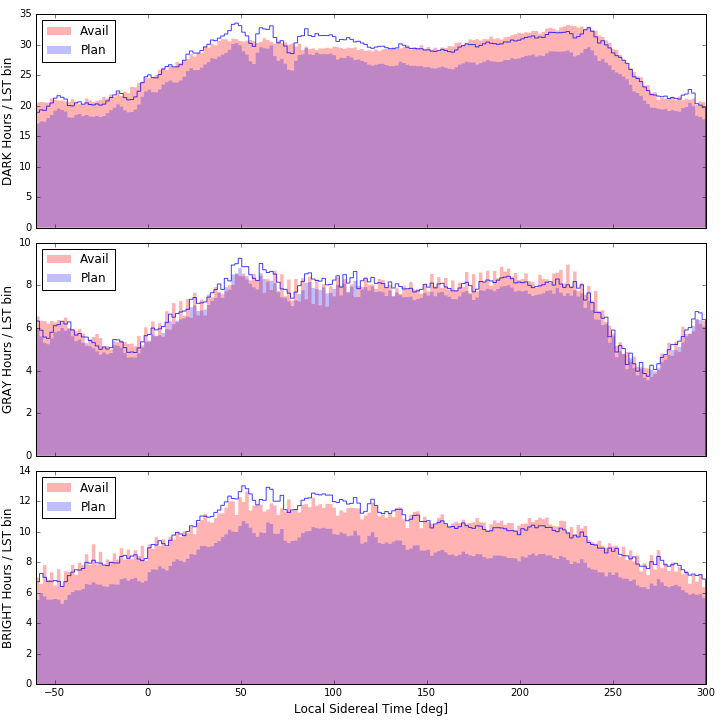 35
30
25
20
15
10
5
0
DARK Hours / LST bin
Avail
Plan
10
8
6
4
2
0
GRAY Hours / LST bin
Avail
Plan
14
12
10
8
6
4
2
0
BRIGHT Hours / LST bin
Avail
Plan
−50 0 50 100 150 200 250 300
Local Sidereal Time [deg]